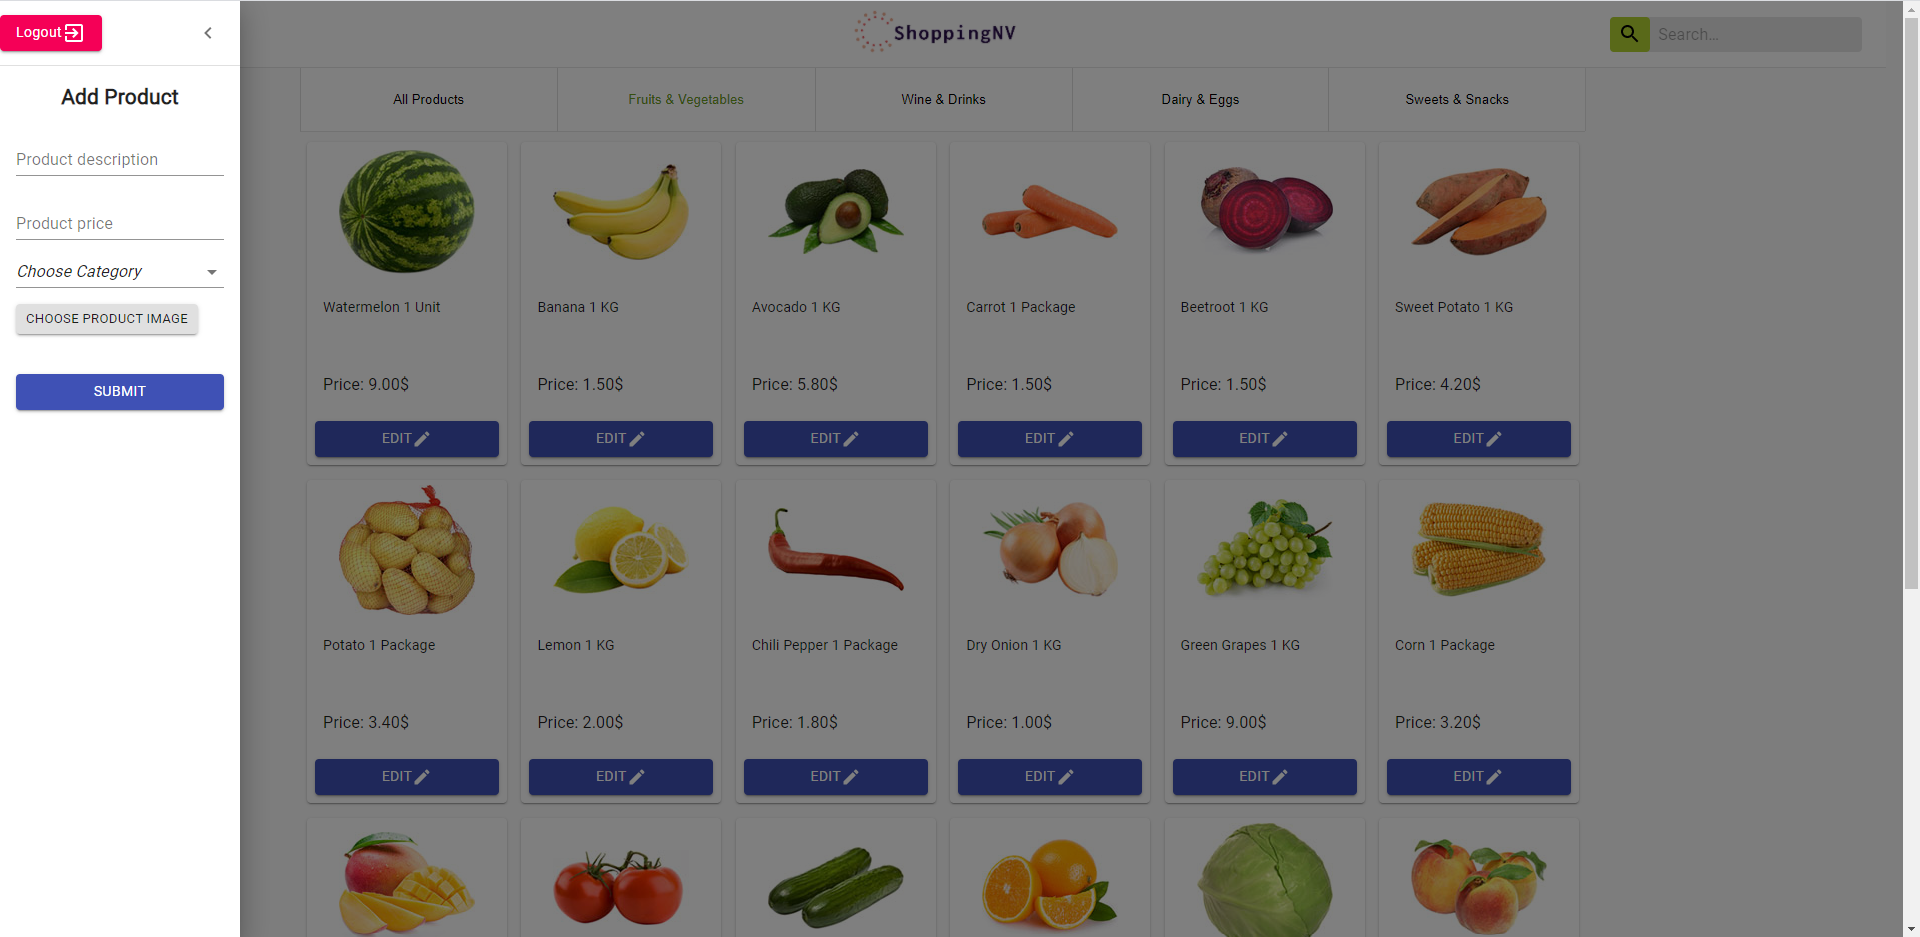 Logout
ShoppingNV
Search...
Add Product
Product description
Product price
Choose Category
CHOOSE PRODUCT IMAGE
SUBMIT
All Products
Fruits & Vegetables
Wine & Drinks
Dairy & Eggs
Sweets & Snacks
Watermelon 1 Unit
Banana 1 KG
Avocado 1 KG
Carrot 1 Package
Beetroot 1 KG
Sweet Potato 1 KG
Price: 9.00$
Price: 1.50$
Price: 5.80$
Price: 1.50$
Price: 1.50$
Price: 4.20$
EDIT
EDIT
EDIT
EDIT
EDIT
EDIT
Potato 1 Package
Lemon 1 KG
Chili Pepper 1 Package
Dry Onion 1 KG
Green Grapes 1 KG
Corn 1 Package
Price: 3.40$
Price: 2.00$
Price: 1.80$
Price: 1.00$
Price: 9.00$
Price: 3.20$
EDIT
EDIT
EDIT
EDIT
EDIT
EDIT